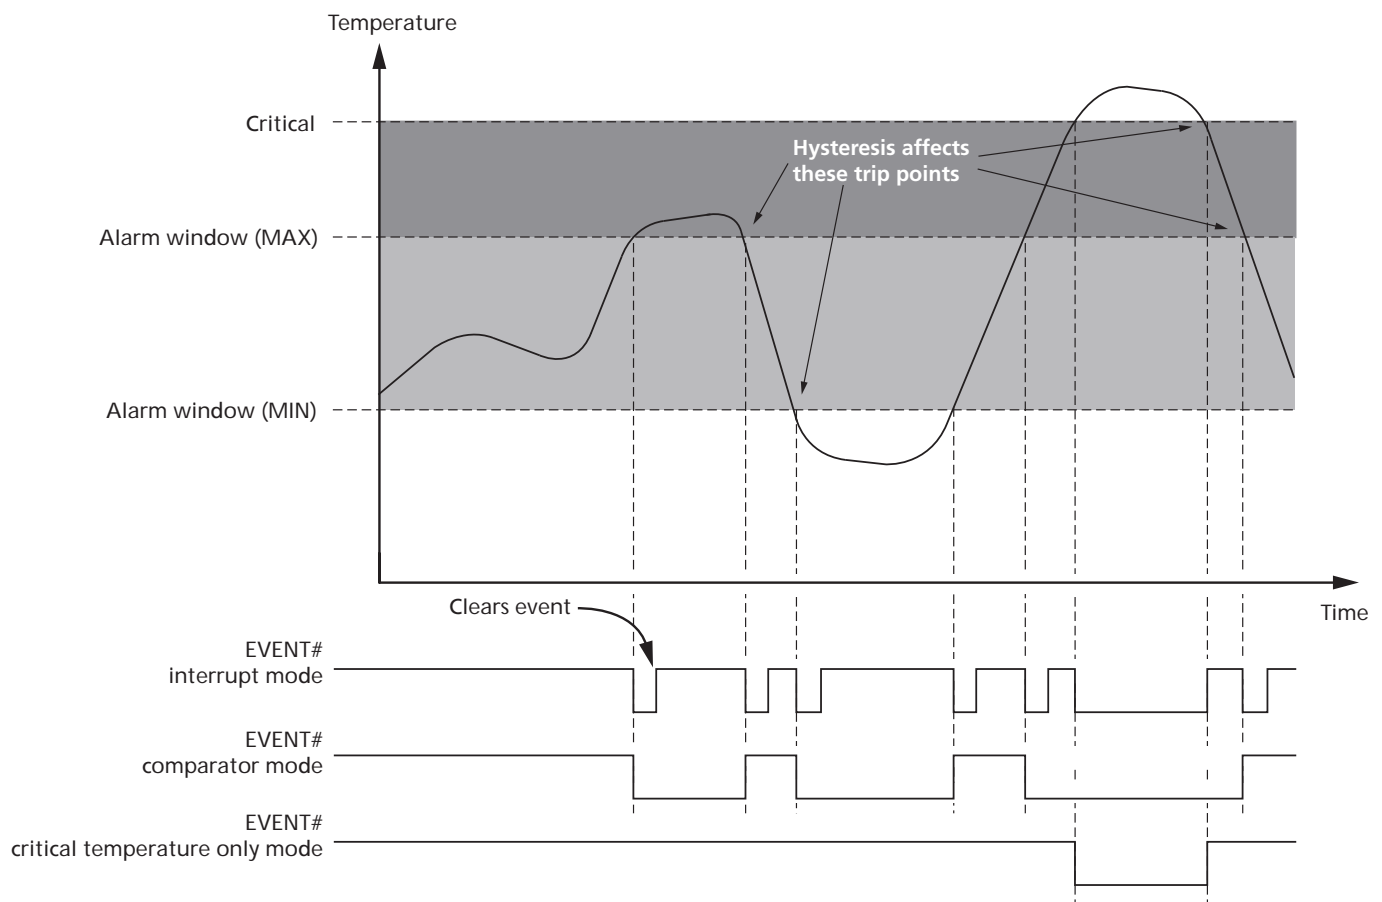 Temperature
Critical
Hysteresis affects
these trip points
Alarm window (MAX)
Alarm window (MIN)
Clears event
Time
EVENT#
interrupt mode
EVENT#
comparator mode
EVENT#
critical temperature only mode